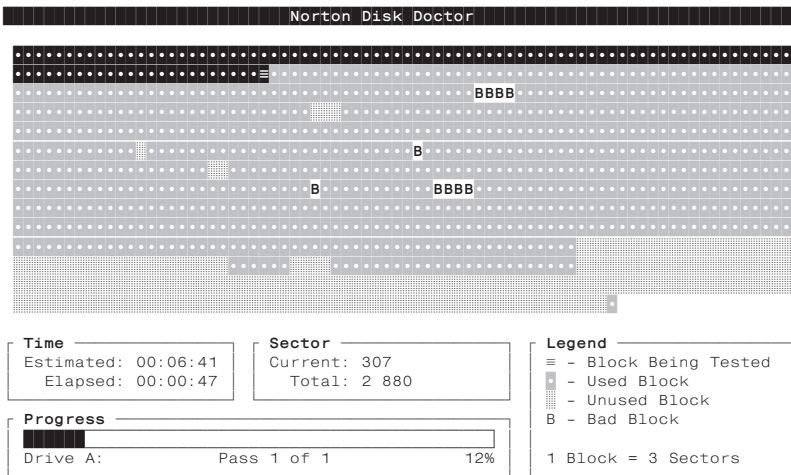 Norton Disk Doctor
BBBB
B
B BBBB
Time
Estimated: 00:06:41
Elapsed: 00:00:47
Sector
Current: 307
Total: 2 880
Legend
≡ – Block Being Tested
– Used Block
– Unused Block
B – Bad Block
1 Block = 3 Sectors
Progress
Drive A: Pass 1 of 1 12%